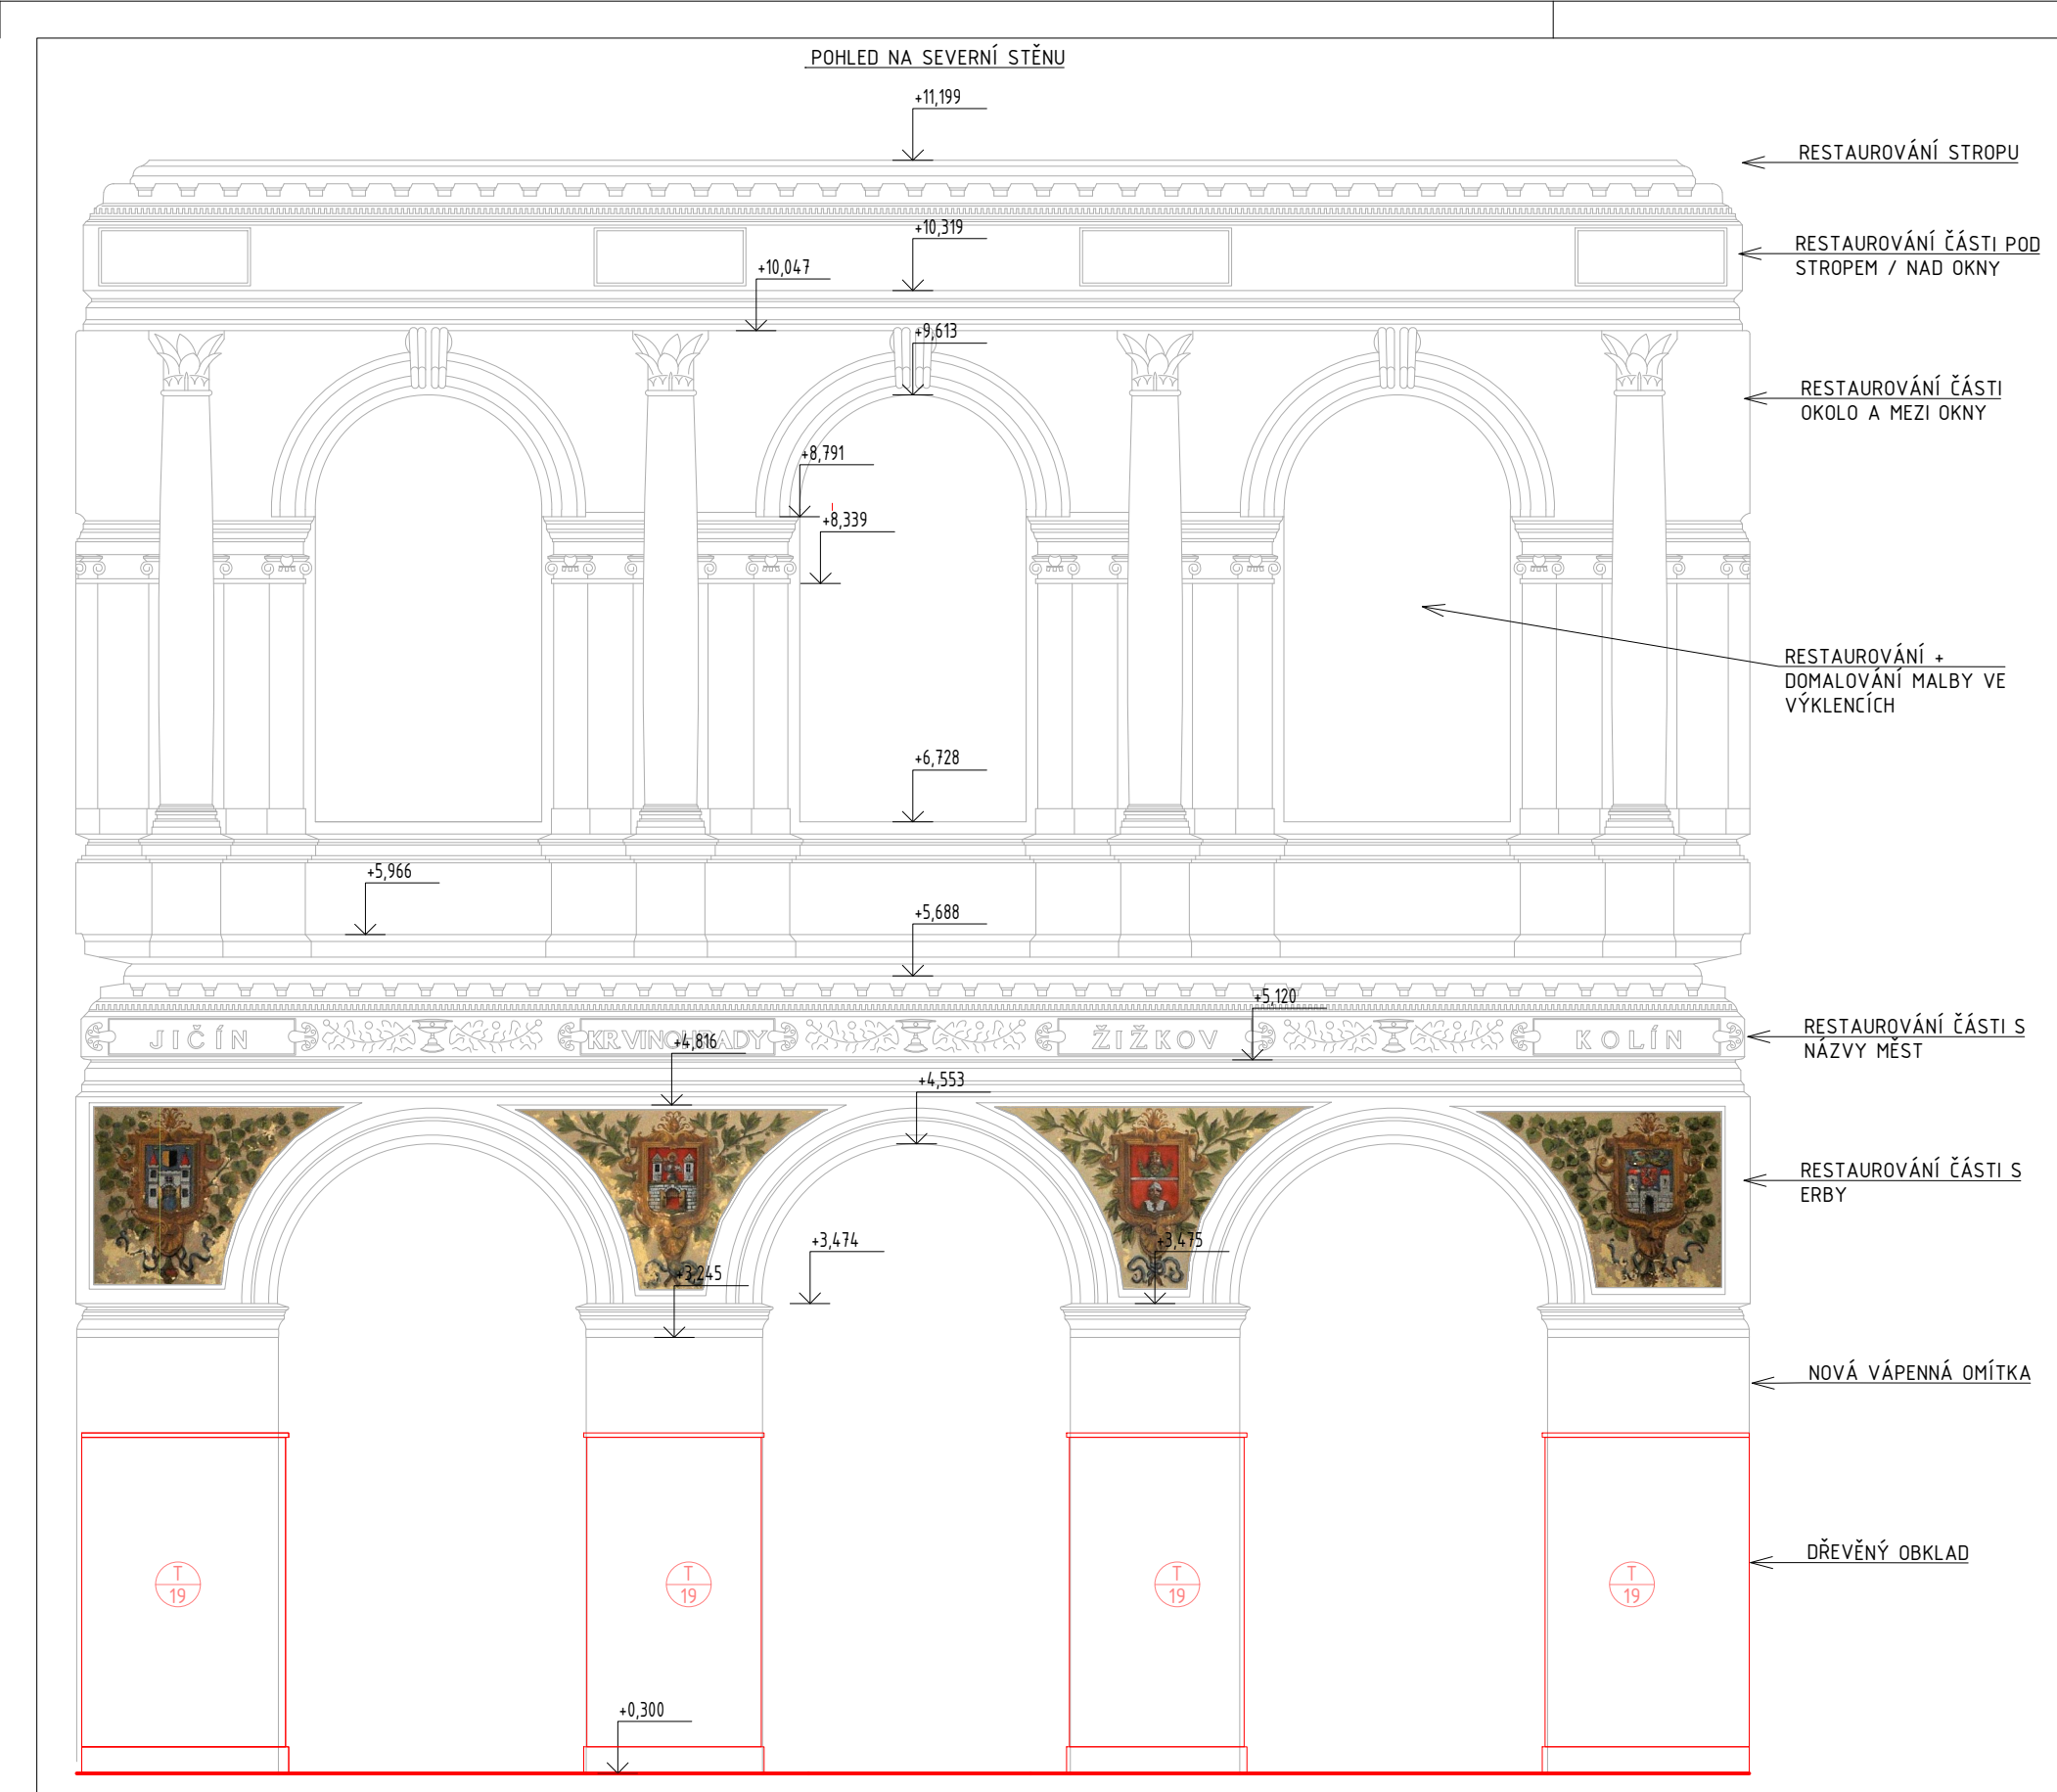 POHLED NA SEVERNÍ STĚNU
+11,199
RESTAUROVÁNÍ STROPU
+10,319
RESTAUROVÁNÍ ČÁSTI POD
STROPEM / NAD OKNY
+10,047
+9,613
RESTAUROVÁNÍ ČÁSTI
OKOLO A MEZI OKNY
+8,791
+8,339
RESTAUROVÁNÍ +
DOMALOVÁNÍ MALBY VE
VÝKLENCÍCH
+6,728
+5,966
+5,688
+5,120
JIČÍN
KR. VINOHRADY
ŽIŽKOV
KOLÍN
RESTAUROVÁNÍ ČÁSTI S
NÁZVY MĚST
+4,816
+4,553
RESTAUROVÁNÍ ČÁSTI S
ERBY
+3,474
+3,475
+3,245
NOVÁ VÁPENNÁ OMÍTKA
DŘEVĚNÝ OBKLAD
T
19
T
19
T
19
T
19
+0,300